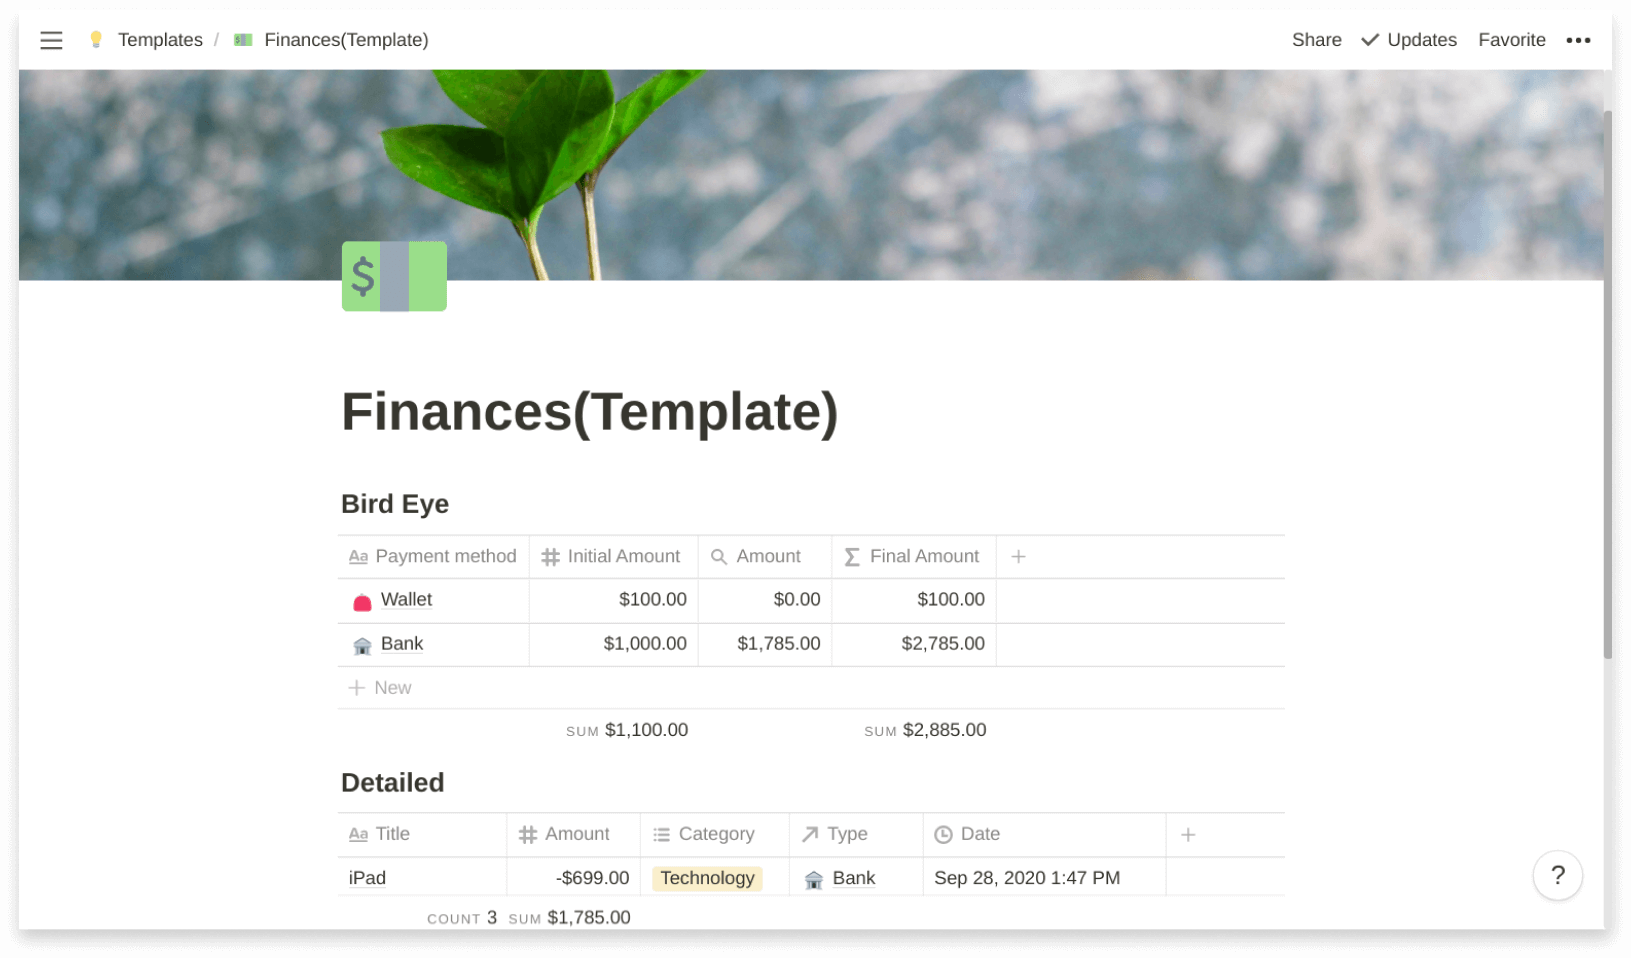 Templates / Finances(Template) Share Updates Favorite •••
$
Finances(Template)
Bird Eye
Aa Payment method # Initial Amount Amount Σ Final Amount +
Wallet $100.00 $0.00 $100.00
Bank $1,000.00 $1,785.00 $2,785.00
+ New
SUM $1,100.00 SUM $2,885.00
Detailed
Aa Title # Amount Category Type Date +
iPad -$699.00 Technology Bank Sep 28, 2020 1:47 PM
?
COUNT 3 SUM $1,785.00